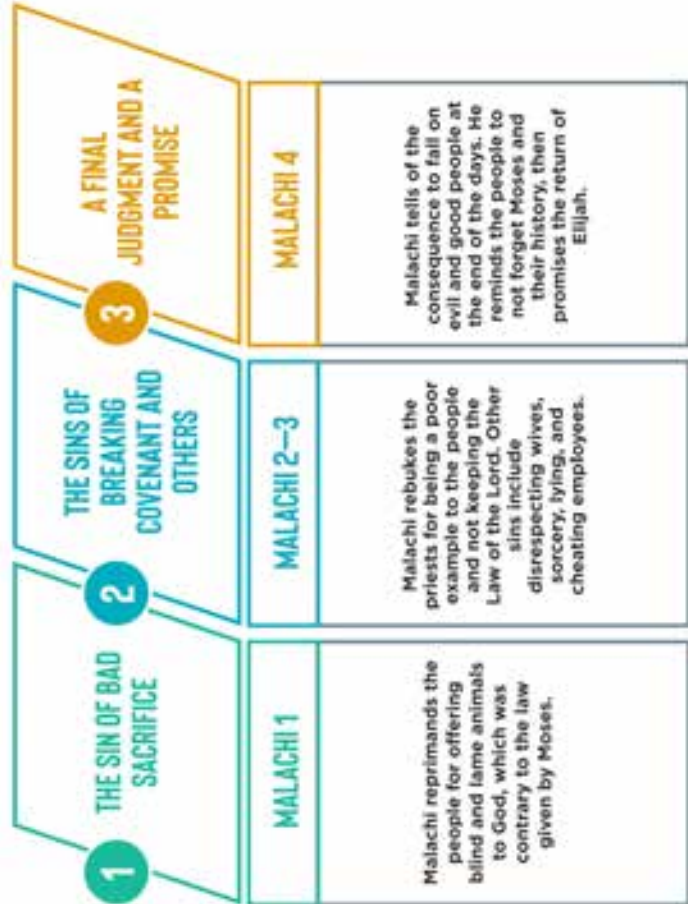 1
THE SIN OF BAD
SACRIFICE
MALACHI 1
Malachi reprimands the
people for offering
blind and lame animals
to God, which was
contrary to the law
given by Moses.
2
THE SINS OF
BREAKING
COVENANT AND
OTHERS
MALACHI 2–3
Malachi rebukes the
priests for being a poor
example to the people
and not keeping the
Law of the Lord. Other
sins include
disrespecting wives,
sorcery, lying, and
cheating employees.
3
A FINAL
JUDGMENT AND A
PROMISE
MALACHI 4
Malachi tells of the
consequence to fall on
evil and good people at
the end of the days. He
reminds the people to
not forget Moses and
their history, then
promises the return of
Elijah.